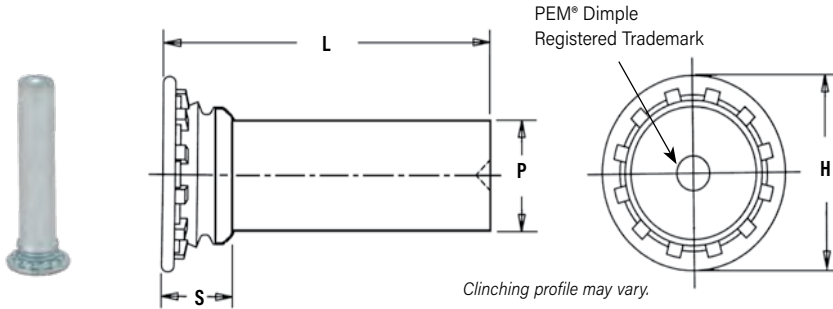 PEM® Dimple
Registered Trademark
L
P
H
S
Clinching profile may vary.